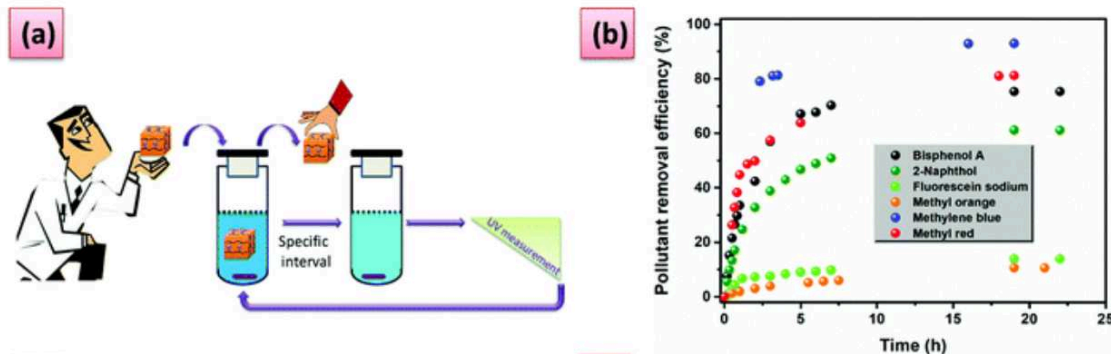 (a)
Specific
interval
UV measurement
(b)
Pollutant removal efficiency (%)
100
80
60
40
20
0
Bisphenol A
2-Naphthol
Fluorescein sodium
Methyl orange
Methylene blue
Methyl red
0 5 10 15 20 25
Time (h)